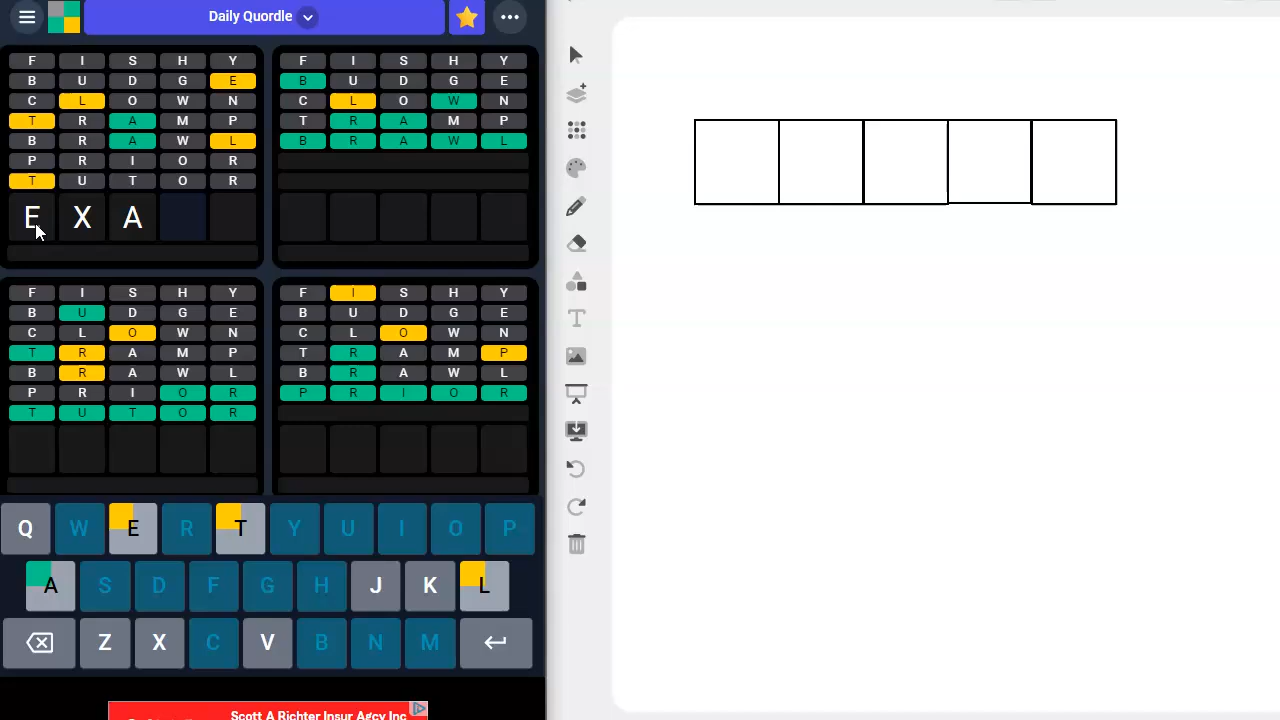 Daily Quordle
F I S H Y
B U D G E
C L O W N
T R A M P
B R A W L
P R I O R
T U T O R
E X A
F I S H Y
B U D G E
C L O W N
T R A M P
B R A W L
F I S H Y
B U D G E
C L O W N
T R A M P
B R A W L
P R I O R
T U T O R
F I S H Y
B U D G E
C L O W N
T R A M P
B R A W L
P R I O R
Q W E R T Y U I O P
A S D F G H J K L
Z X C V B N M
Scott A Richter Insur Agcy Inc
T